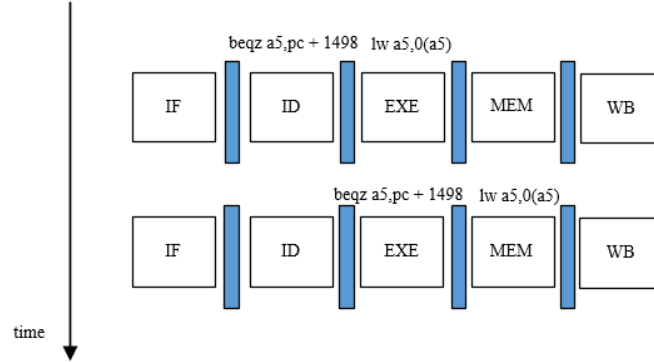 beqz a5,pc + 1498 lw a5,0(a5)
IF ID EXE MEM WB
beqz a5,pc + 1498 lw a5,0(a5)
IF ID EXE MEM WB
time